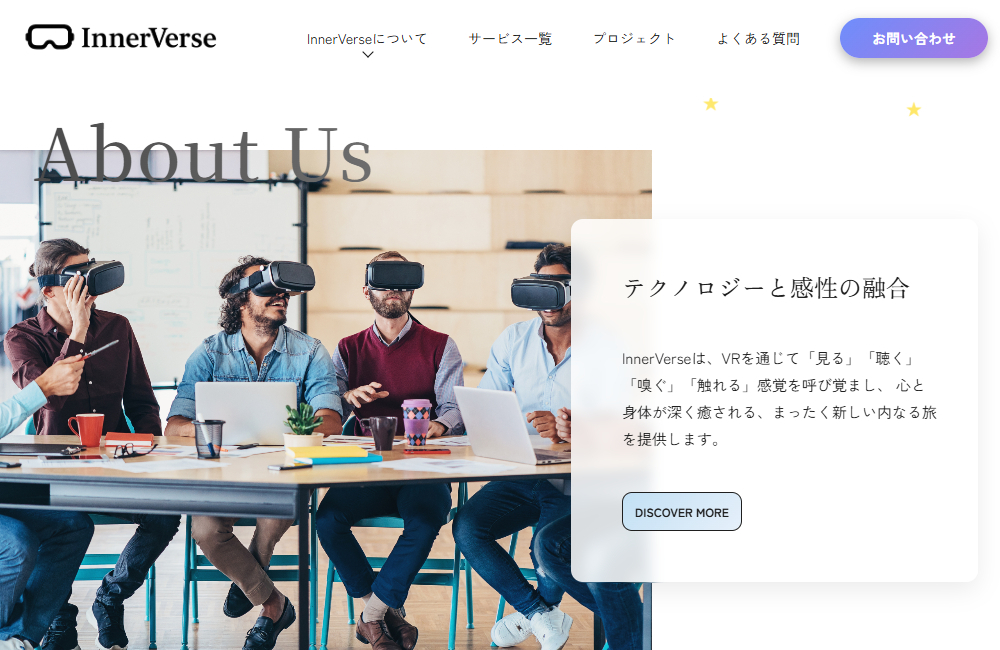 InnerVerse
InnerVerseについて
サービス一覧
プロジェクト
よくある質問
お問い合わせ
About Us
テクノロジーと感性の融合
InnerVerseは、VRを通じて「見る」「聴く」
「嗅ぐ」「触れる」感覚を呼び覚まし、 心と
身体が深く癒される、まったく新しい内なる旅
を提供します。
DISCOVER MORE